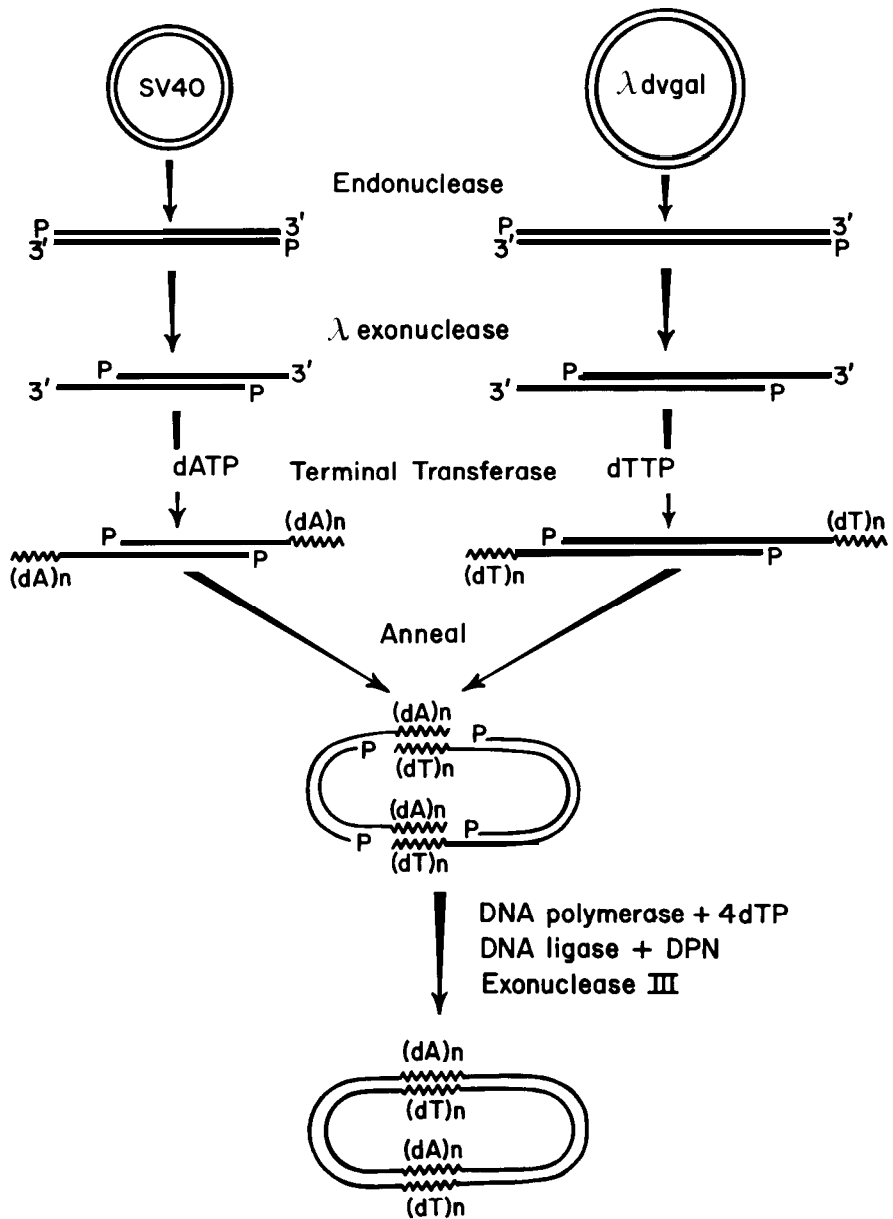 SV40
λdvgal
Endonuclease
P 3'
3' P
P 3'
3' P
λ exonuclease
P 3'
3' P
P 3'
3' P
dATP
Terminal Transferase
dTTP
P (dA)n
(dA)n P
P (dT)n
(dT)n P
Anneal
(dA)n
P P
(dT)n
(dA)n
P P
(dT)n
DNA polymerase + 4dTP
DNA ligase + DPN
Exonuclease III
(dA)n
(dT)n
(dA)n
(dT)n